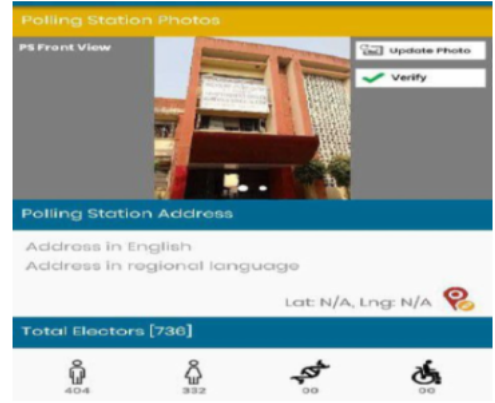 Polling Station Photos
PS Front View
Update Photo
Verify
Polling Station Address
Address in English
Address in regional language
Lat: N/A, Lng: N/A
Total Electors [736]
404 332 00 00